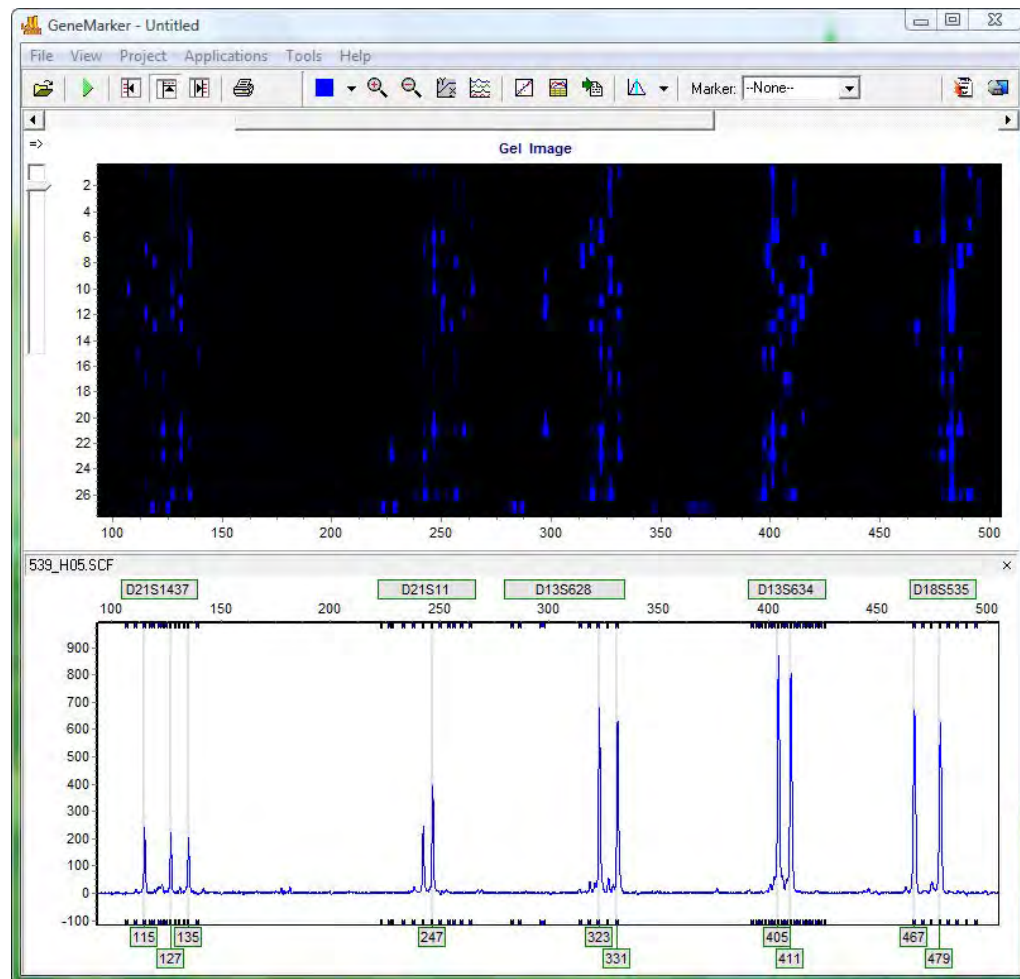 GeneMarker - Untitled
File View Project Applications Tools Help
Marker: --None--
=>
Gel Image
2
4
6
8
10
12
14
16
18
20
22
24
26
100 150 200 250 300 350 400 450 500
539_H05.SCF
D21S1437 D21S11 D13S628 D13S634 D18S535
100 150 200 250 300 350 400 450 500
900
800
700
600
500
400
300
200
100
0
-100
115 135 247 323 405 467
127 331 411 479